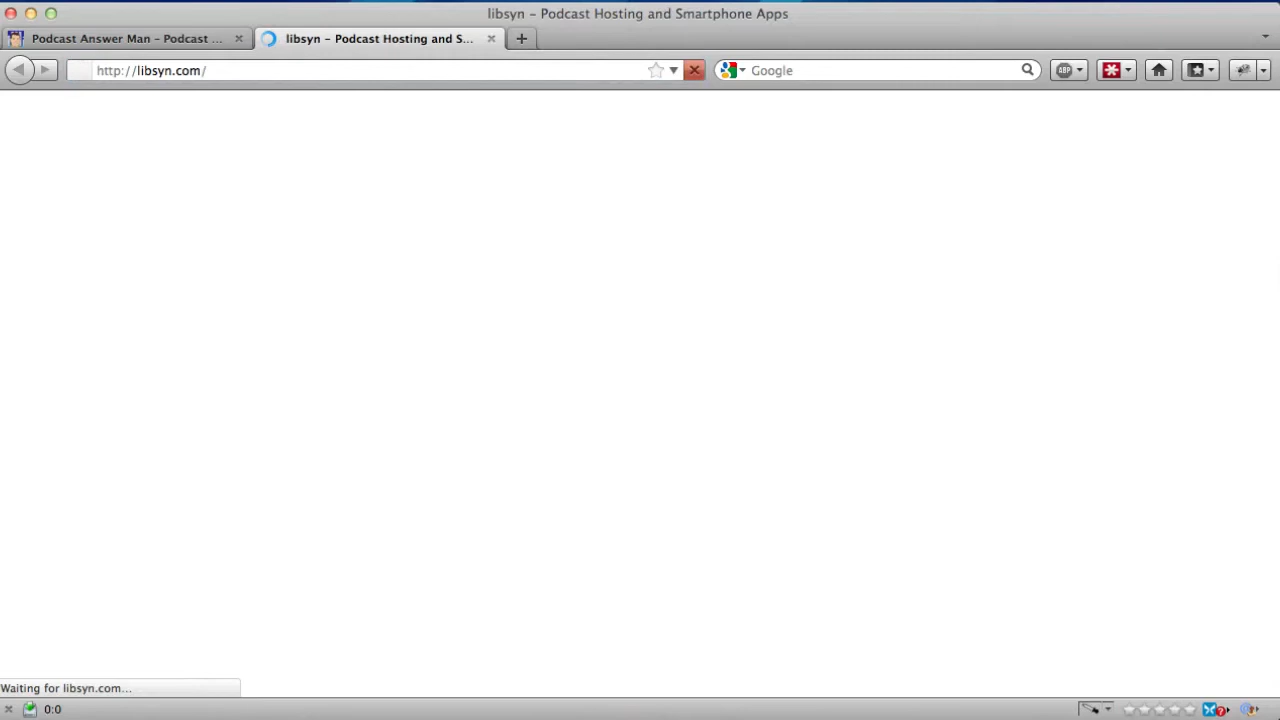 libsyn – Podcast Hosting and Smartphone Apps
Podcast Answer Man – Podcast ...
libsyn – Podcast Hosting and S...
http://libsyn.com/
Google
ABP
Waiting for libsyn.com...
0:0